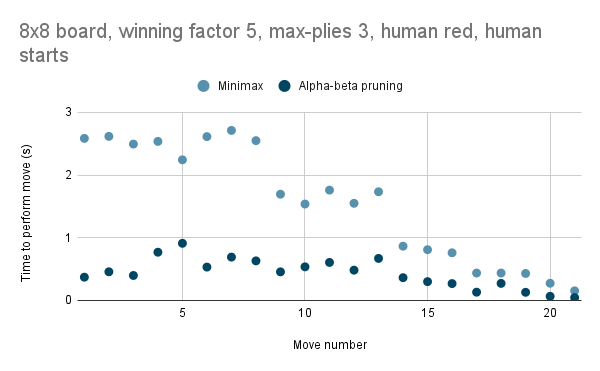 8x8 board, winning factor 5, max-plies 3, human red, human
starts
Minimax
Alpha-beta pruning
Time to perform move (s)
3
2
1
0
5
10
15
20
Move number